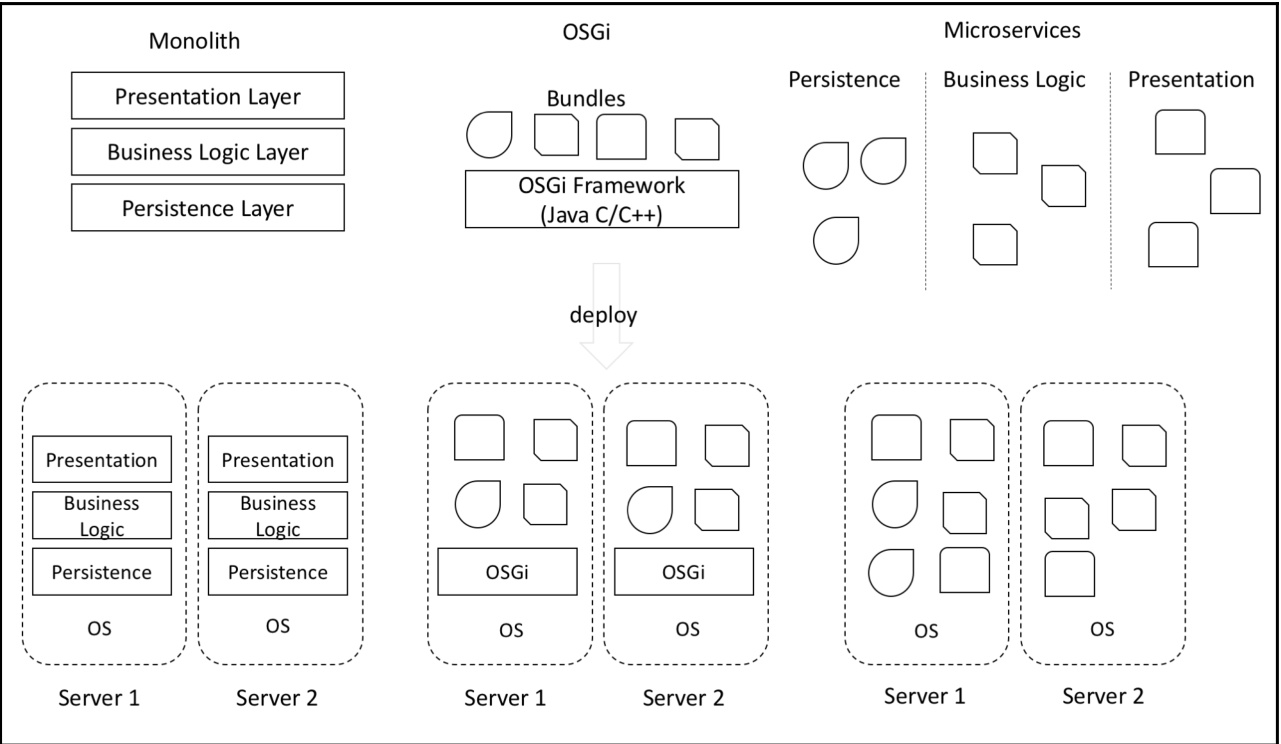 Monolith
Presentation Layer
Business Logic Layer
Persistence Layer
OSGi
Bundles
OSGi Framework
(Java C/C++)
Microservices
Persistence
Business Logic
Presentation
deploy
Presentation
Business
Logic
Persistence
OS
Server 1
Presentation
Business
Logic
Persistence
OS
Server 2
OSGi
OS
Server 1
OSGi
OS
Server 2
OS
Server 1
OS
Server 2